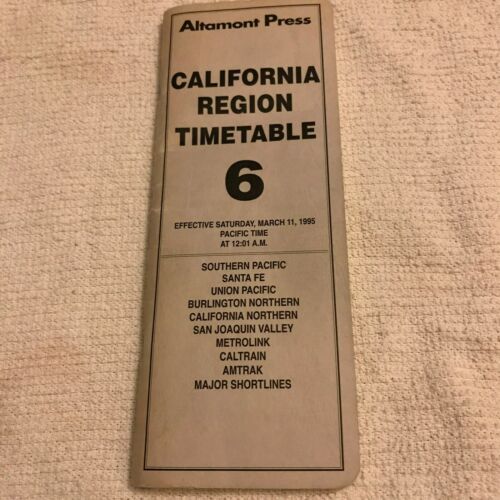 Altamont Press
CALIFORNIA
REGION
TIMETABLE
6
EFFECTIVE SATURDAY, MARCH 11, 1995
PACIFIC TIME
AT 12:01 A.M.
SOUTHERN PACIFIC
SANTA FE
UNION PACIFIC
BURLINGTON NORTHERN
CALIFORNIA NORTHERN
SAN JOAQUIN VALLEY
METROLINK
CALTRAIN
AMTRAK
MAJOR SHORTLINES